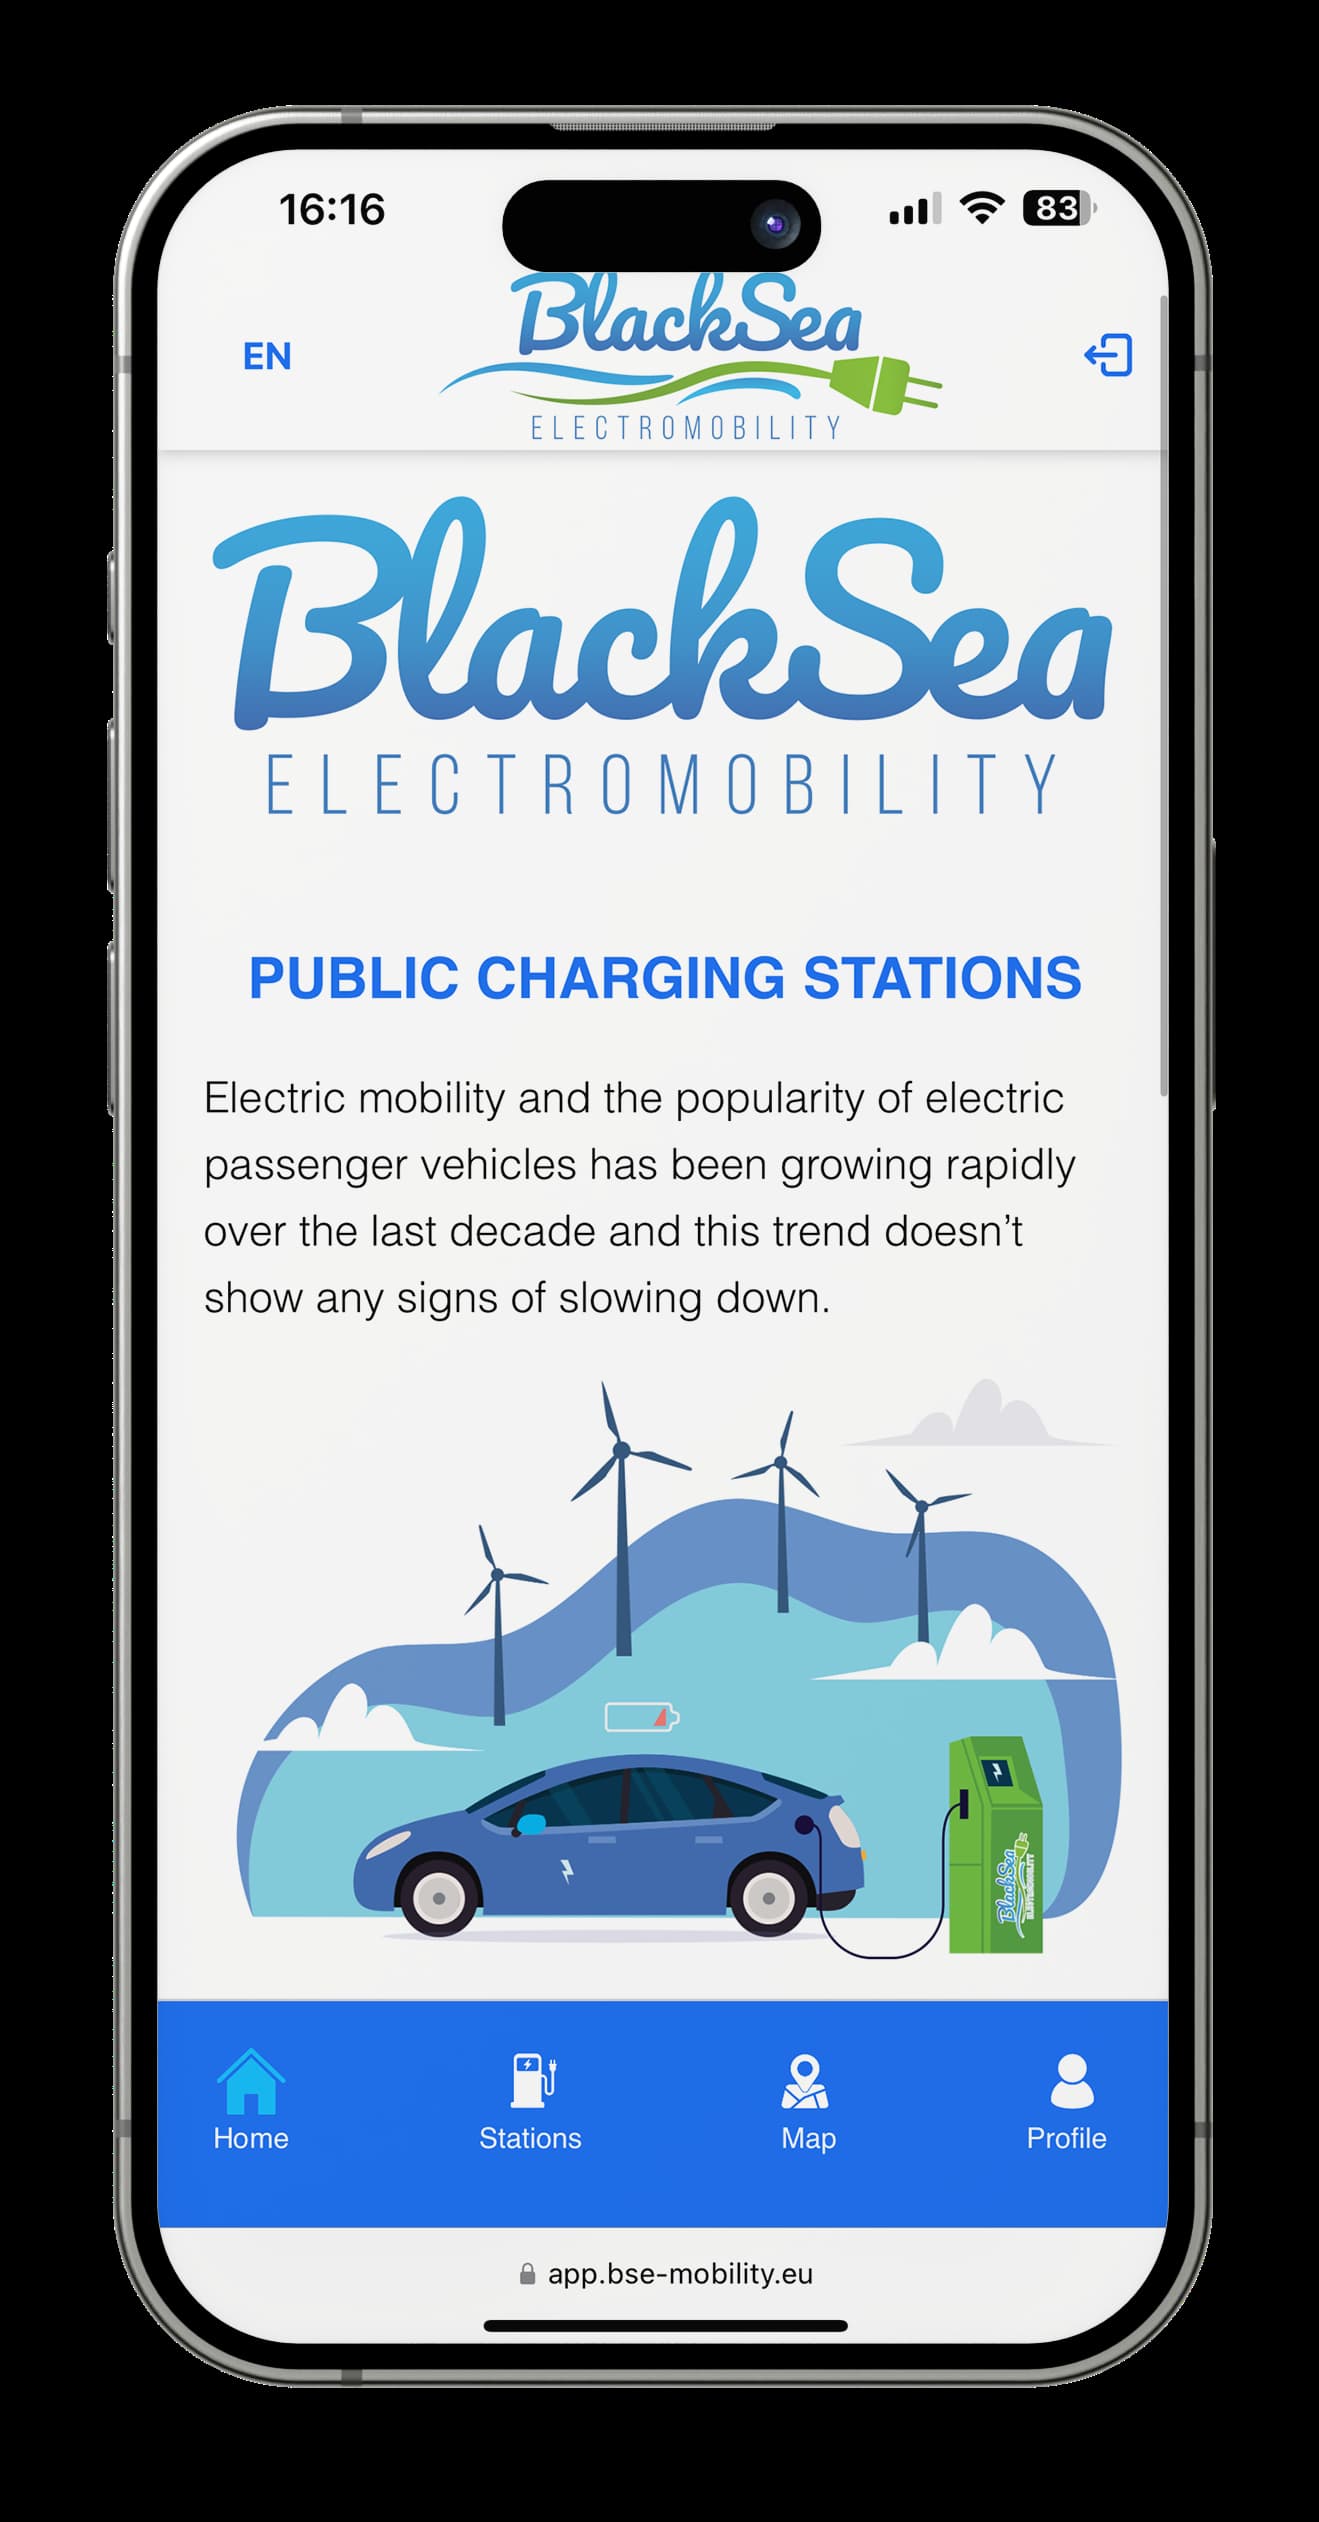 16:16
83
BlackSea
EN
ELECTROMOBILITY
BlackSea
ELECTROMOBILITY
PUBLIC CHARGING STATIONS
Electric mobility and the popularity of electric
passenger vehicles has been growing rapidly
over the last decade and this trend doesn’t
show any signs of slowing down.
BlackSea
ELECTROMOBILITY
Home
Stations
Map
Profile
app.bse-mobility.eu